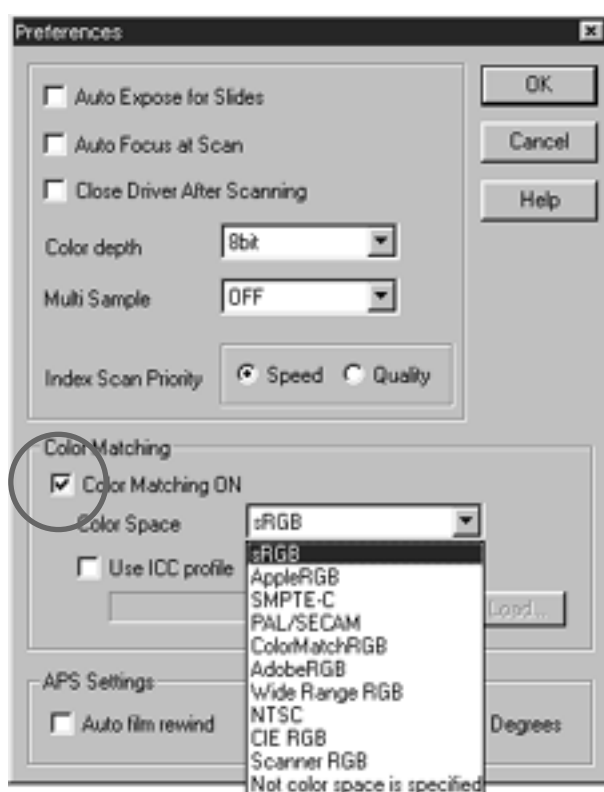 Preferences
Auto Expose for Slides
OK
Auto Focus at Scan
Cancel
Close Driver After Scanning
Help
Color depth 8bit
Multi Sample OFF
Index Scan Priority Speed Quality
Color Matching
Color Matching ON
Color Space sRGB
sRGB
Use ICC profile
AppleRGB
SMPTE-C
Load...
PAL/SECAM
ColorMatchRGB
AdobeRGB
APS Settings
Wide Range RGB
NTSC
Auto film rewind
Degrees
CIE RGB
Scanner RGB
Not color space is specified